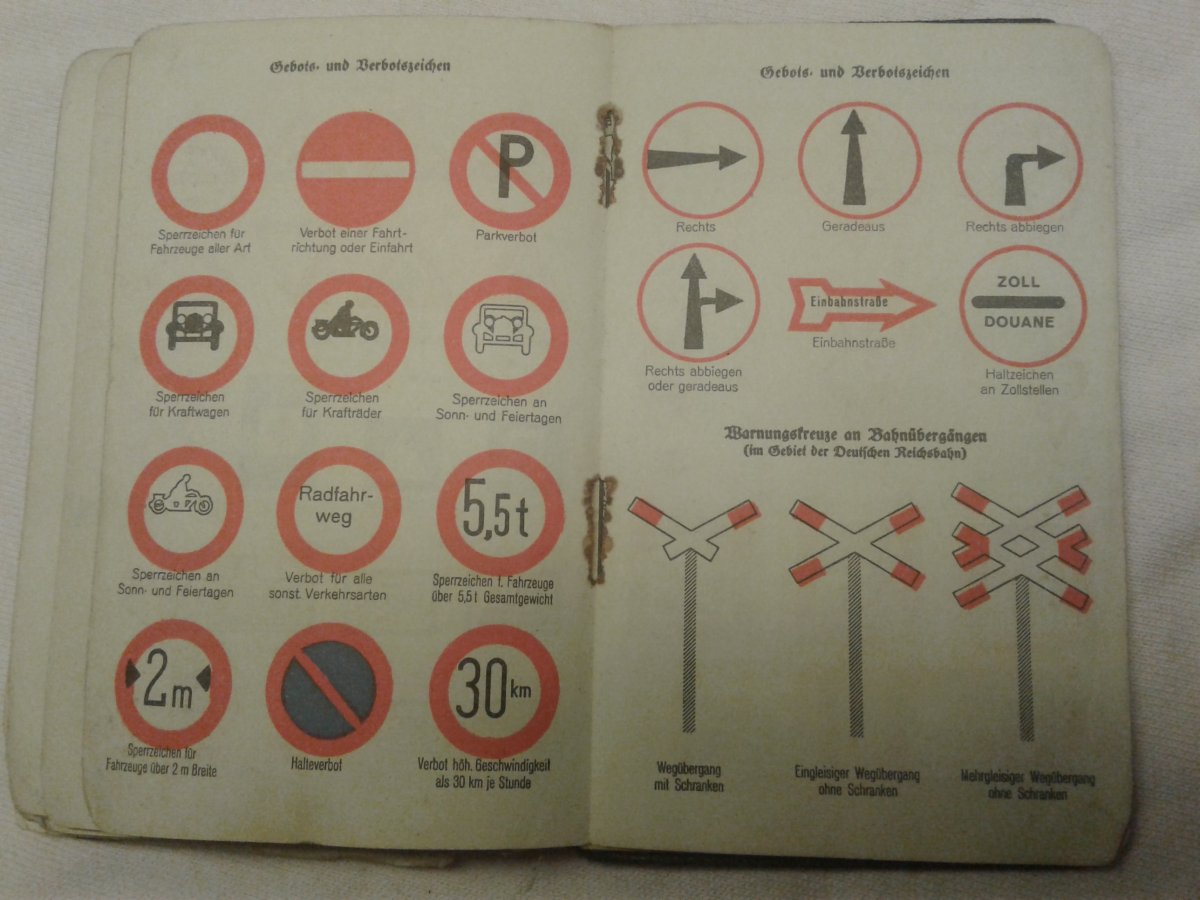 Gebots- und Verbotszeichen
P
Sperrzeichen für
Fahrzeuge aller Art
Verbot einer Fahrt-
richtung oder Einfahrt
Parkverbot
Sperrzeichen
für Kraftwagen
Sperrzeichen
für Krafträder
Sperrzeichen an
Sonn- und Feiertagen
Radfahr-
weg
5,5t
Sperrzeichen an
Sonn- und Feiertagen
Verbot für alle
sonst. Verkehrsarten
Sperrzeichen f. Fahrzeuge
über 5,5t Gesamtgewicht
2m
30 km
Sperrzeichen für
Fahrzeuge über 2 m Breite
Halteverbot
Verbot höh. Geschwindigkeit
als 30 km je Stunde
Gebots- und Verbotszeichen
Rechts
Geradeaus
Rechts abbiegen
Einbahnstraße
ZOLL
DOUANE
Rechts abbiegen
oder geradeaus
Einbahnstraße
Haltzeichen
an Zollstellen
Warnungskreuze an Bahnübergängen
(im Gebiet der Deutschen Reichsbahn)
Wegübergang
mit Schranken
Eingleisiger Wegübergang
ohne Schranken
Mehrgleisiger Wegübergang
ohne Schranken